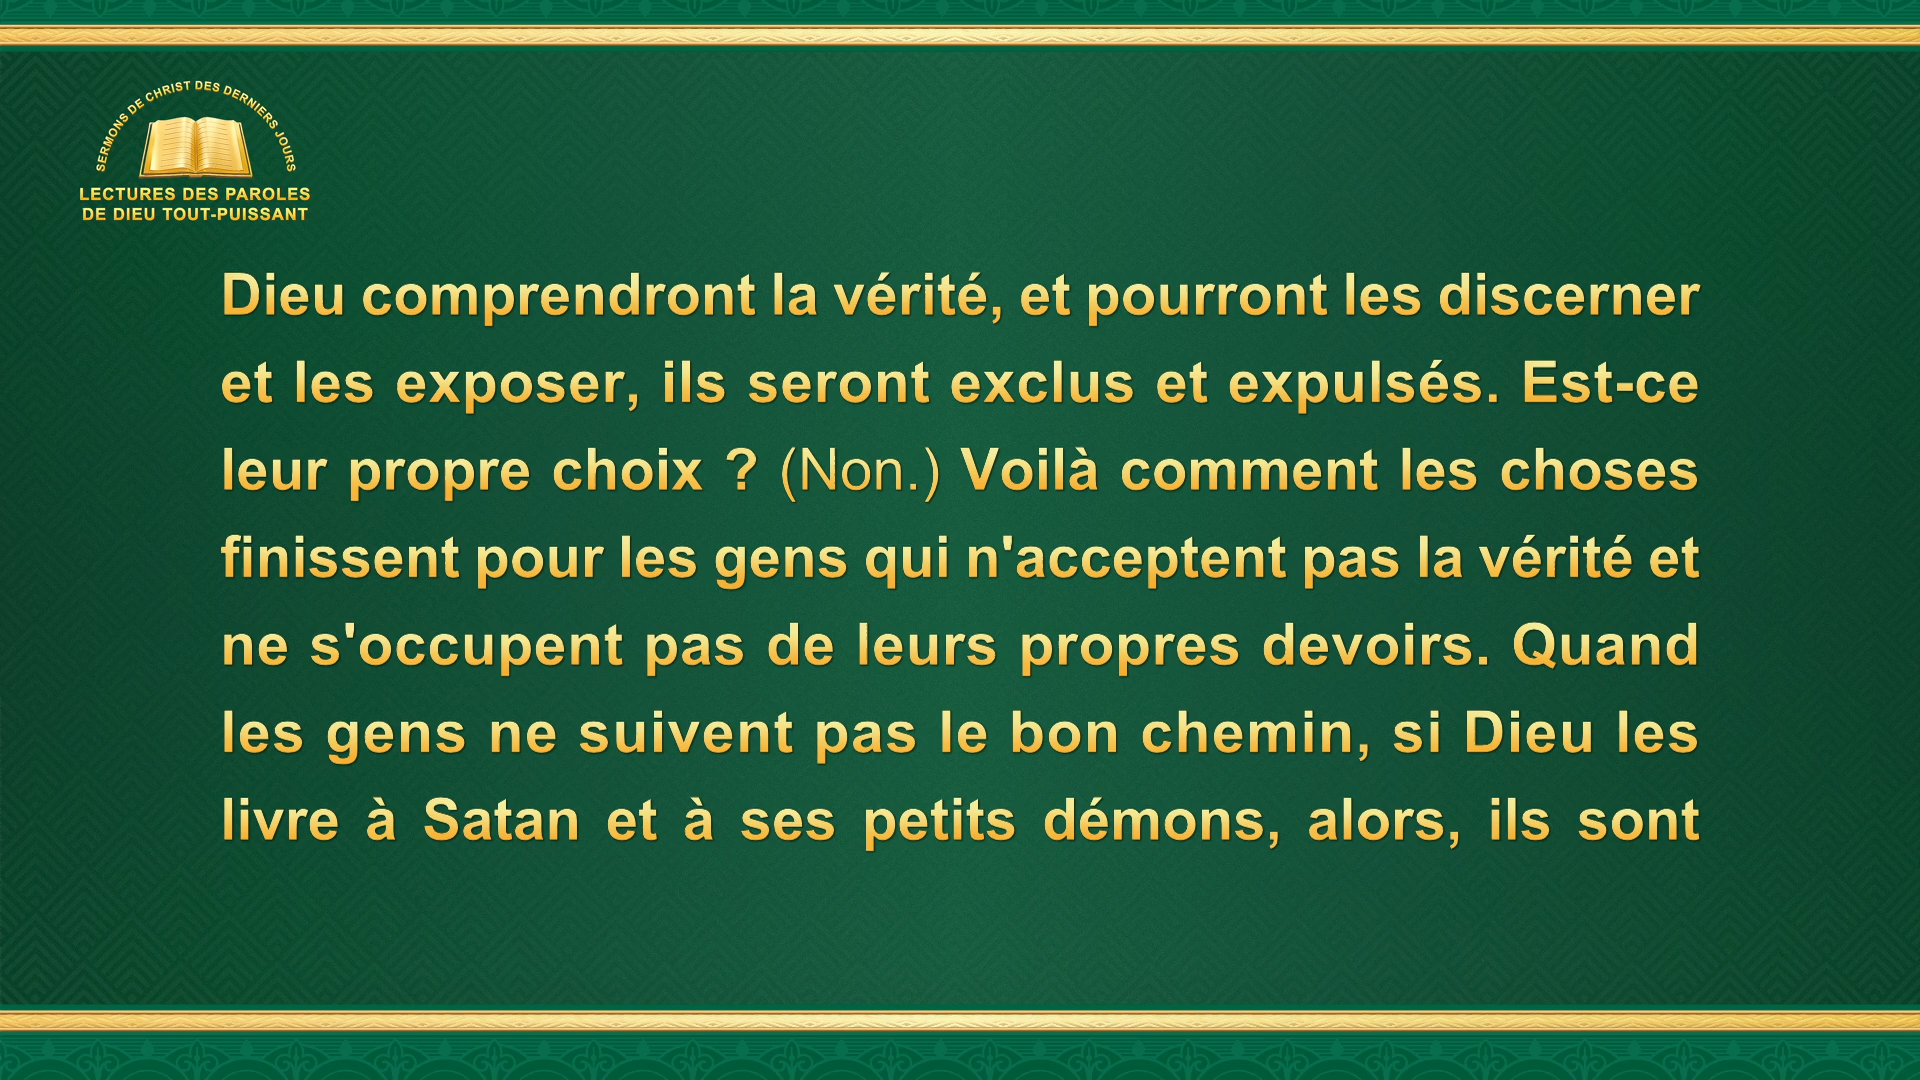 SERMONS DE CHRIST DES DERNIERS JOURS
LECTURES DES PAROLES
DE DIEU TOUT-PUISSANT
Dieu comprendront la vérité, et pourront les discerner
et les exposer, ils seront exclus et expulsés. Est-ce
leur propre choix ? (Non.) Voilà comment les choses
finissent pour les gens qui n'acceptent pas la vérité et
ne s'occupent pas de leurs propres devoirs. Quand
les gens ne suivent pas le bon chemin, si Dieu les
livre à Satan et à ses petits démons, alors, ils sont